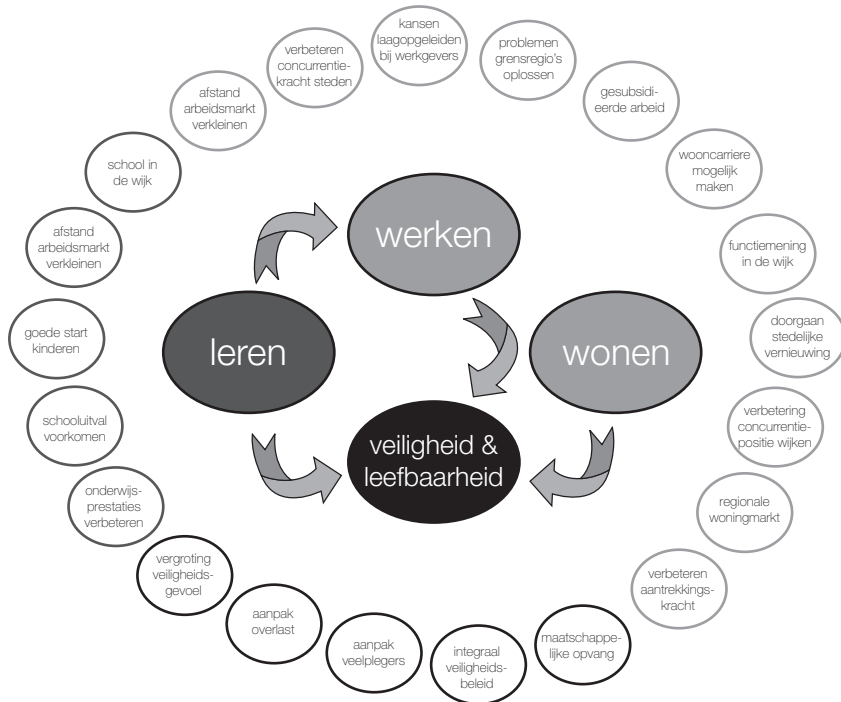 kansen
laagopgeleiden
bij werkgevers
problemen
grensregio's
oplossen
gesubsidi-
eerde arbeid
wooncarriere
mogelijk
maken
functiemening
in de wijk
doorgaan
stedelijke
vernieuwing
verbetering
concurrentie-
positie wijken
regionale
woningmarkt
verbeteren
aantrekkings-
kracht
maatschappe-
lijke opvang
integraal
veiligheids-
beleid
aanpak
veelplegers
aanpak
overlast
vergroting
veiligheids-
gevoel
onderwijs-
prestaties
verbeteren
schooluitval
voorkomen
goede start
kinderen
afstand
arbeidsmarkt
verkleinen
school in
de wijk
afstand
arbeidsmarkt
verkleinen
verbeteren
concurrentie-
kracht steden
werken
leren
wonen
veiligheid &
leefbaarheid